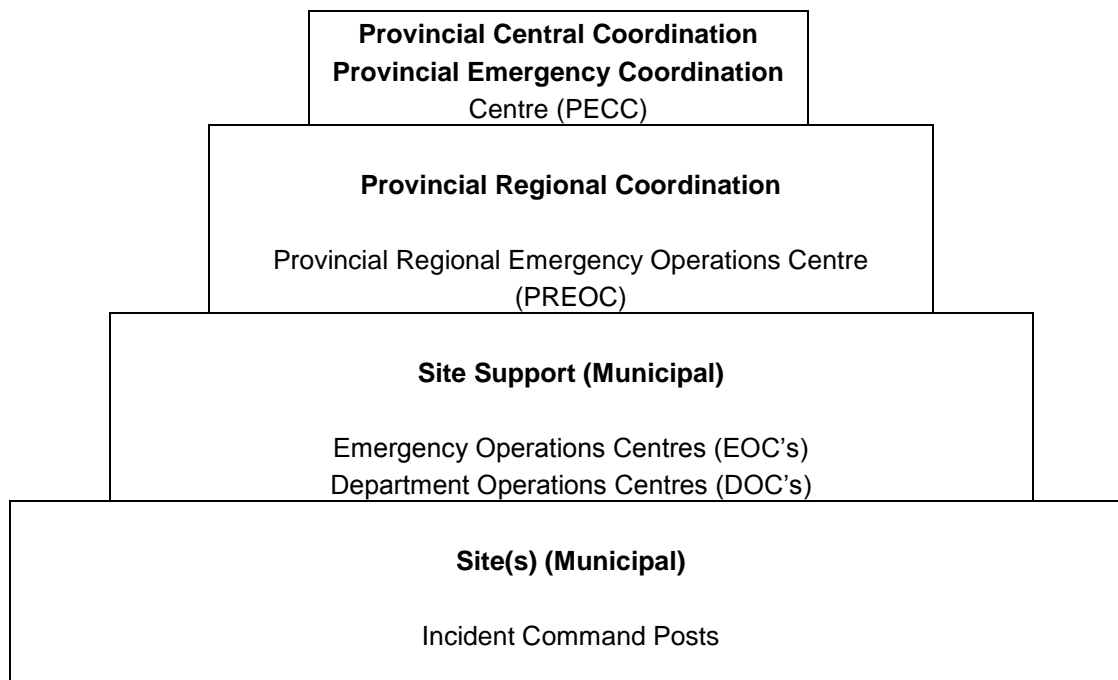 Provincial Central Coordination
Provincial Emergency Coordination
Centre (PECC)
Provincial Regional Coordination
Provincial Regional Emergency Operations Centre
(PREOC)
Site Support (Municipal)
Emergency Operations Centres (EOC’s)
Department Operations Centres (DOC’s)
Site(s) (Municipal)
Incident Command Posts